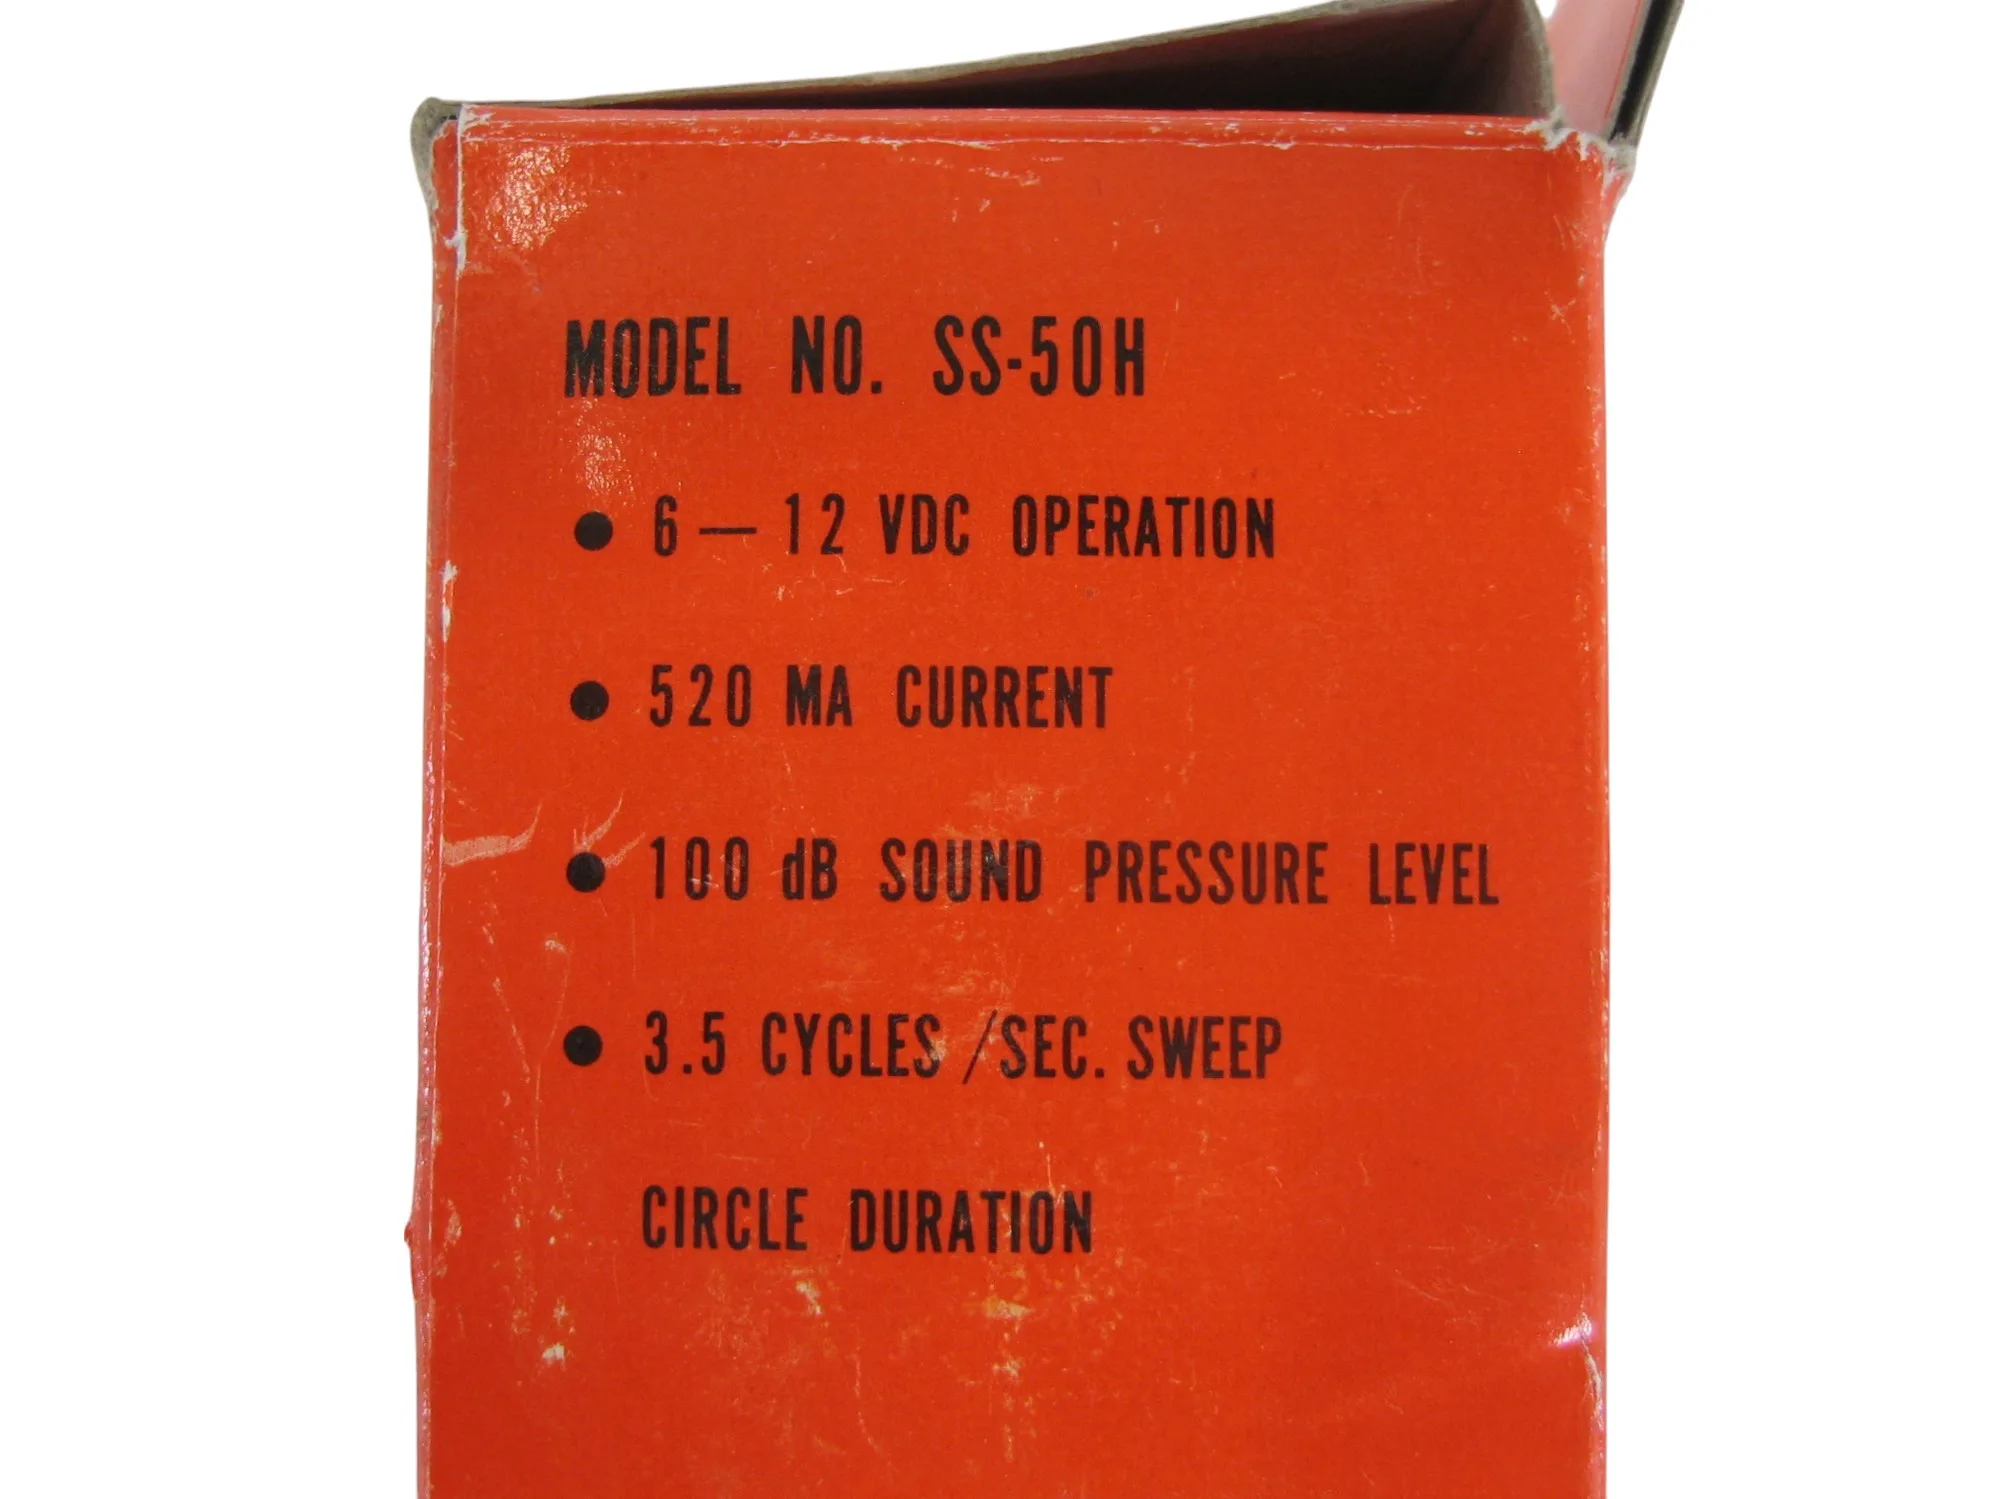 MODEL NO. SS-50H
● 6 — 12 VDC OPERATION
● 520 MA CURRENT
● 100 dB SOUND PRESSURE LEVEL
● 3.5 CYCLES /SEC. SWEEP
CIRCLE DURATION